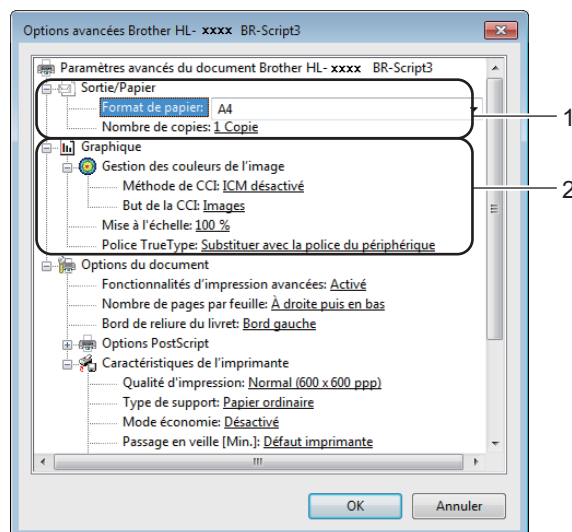 Options avancées Brother HL- xxxx BR-Script3
Paramètres avancés du document Brother HL- xxxx BR-Script3
Sortie/Papier
Format de papier: A4
Nombre de copies: 1 Copie
1
Graphique
Gestion des couleurs de l'image
Méthode de CCI: ICM désactivé
2
But de la CCI: Images
Mise à l'échelle: 100 %
Police TrueType: Substituer avec la police du périphérique
Options du document
Fonctionnalités d'impression avancées: Activé
Nombre de pages par feuille: À droite puis en bas
Bord de reliure du livret: Bord gauche
Options PostScript
Caractéristiques de l'imprimante
Qualité d'impression: Normal (600 x 600 ppp)
Type de support: Papier ordinaire
Mode économie: Désactivé
Passage en veille [Min.]: Défaut imprimante
OK Annuler